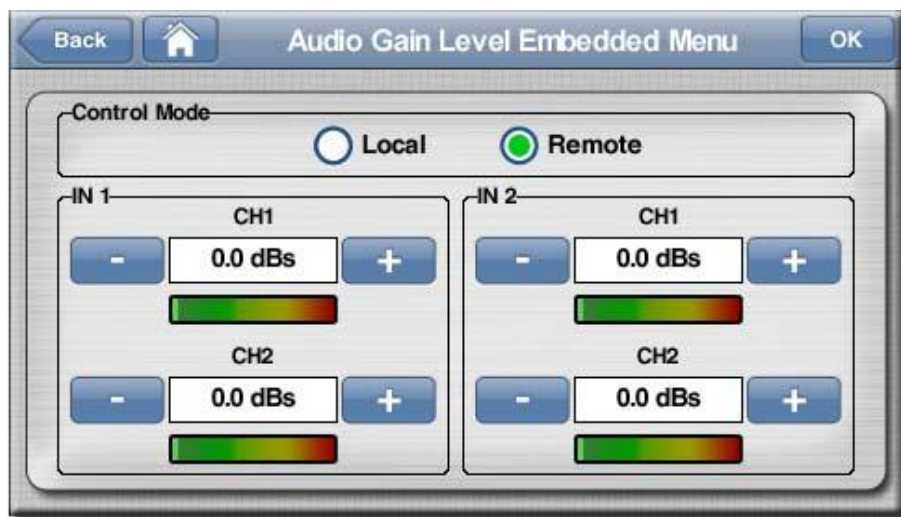 Back
Audio Gain Level Embedded Menu
OK
Control Mode
Local
Remote
IN 1
CH1
-
0.0 dBs
+
CH2
-
0.0 dBs
+
IN 2
CH1
-
0.0 dBs
+
CH2
-
0.0 dBs
+